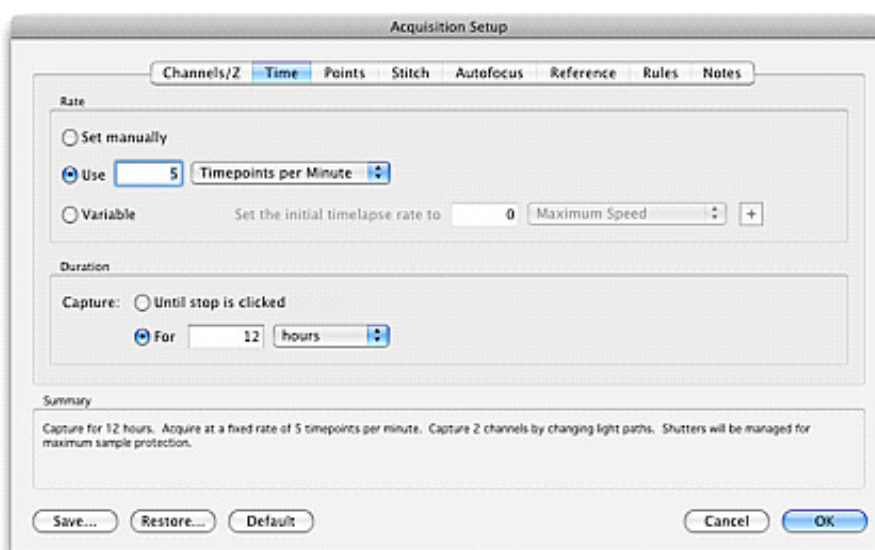 Acquisition Setup
Channels/Z Time Points Stitch Autofocus Reference Rules Notes
Rate
Set manually
Use 5 Timepoints per Minute
Variable Set the initial timelapse rate to 0 Maximum Speed +
Duration
Capture: Until stop is clicked
For 12 hours
Summary
Capture for 12 hours. Acquire at a fixed rate of 5 timepoints per minute. Capture 2 channels by changing light paths. Shutters will be managed for
maximum sample protection.
Save... Restore... Default Cancel OK